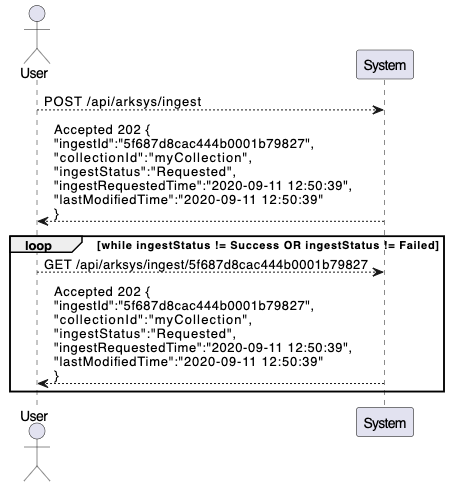 User
System
POST /api/arksys/ingest
Accepted 202 {
"ingestId":"5f687d8cac444b0001b79827",
"collectionId":"myCollection",
"ingestStatus":"Requested",
"ingestRequestedTime":"2020-09-11 12:50:39",
"lastModifiedTime":"2020-09-11 12:50:39"
}
loop [while ingestStatus != Success OR ingestStatus != Failed]
GET /api/arksys/ingest/5f687d8cac444b0001b79827
Accepted 202 {
"ingestId":"5f687d8cac444b0001b79827",
collectionId":"myCollection",
"ingestStatus":"Requested",
"ingestRequestedTime":"2020-09-11 12:50:39",
"lastModifiedTime":"2020-09-11 12:50:39"
}
User
System